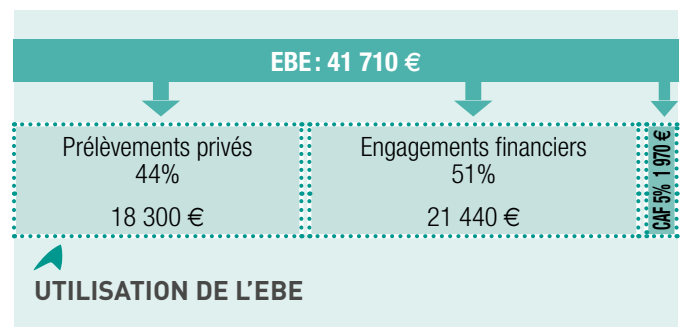 EBE : 41 710 €
Prélèvements privés
44%
18 300 €
Engagements financiers
51%
21 440 €
CAF 5% 1 970 €
UTILISATION DE L'EBE